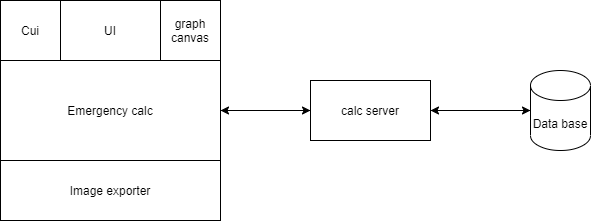 Cui
UI
graph
canvas
Emergency calc
calc server
Data base
Image exporter